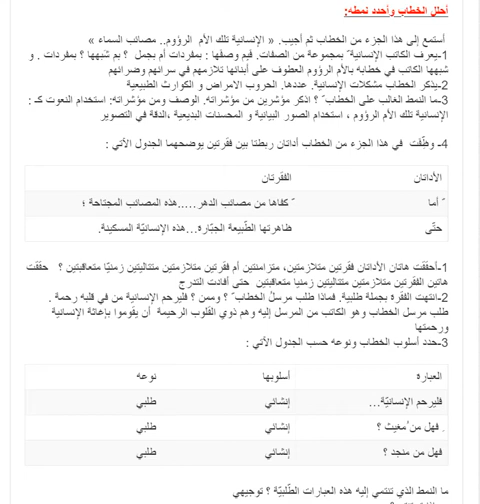 أحلل الخطاب وأحدد نمطه:
أستمع إلى هذا الجزء من الخطاب ثم أجيب. « الإنسانية تلك الأم الرؤوم.. مصائب السماء »
1-يعرف الكاتب الإنسانية ّ بمجموعة من الصفات. فيم وصفها : بمفردات أم بجمل ؟ بم شبهها ؟ بمفردات . و
شبهها الكاتب في خطابه بالأم الرؤوم العطوف على أبنائها تلازمهم في سرائهم وضرائهم
2-يذكر الخطاب مشكلات الإنسانية. عددها. الحروب الامراض و الكوارث الطبيعية
3-ما النمط الغالب على الخطاب ّ ؟ اذكر مؤشرين من مؤشراته. الوصف ومن مؤشراته: استخدام النعوت كـ :
الإنسانية تلك الأم الرؤوم ، استخدام الصور البيانية و المحسنات البديعية ،الدقة في التصوير
4- وظّفت في هذا الجزء من الخطاب أداتان ربطتا بين فقرتين يوضحهما الجدول الآتي :
الأداتان الفقرتان
ّ أما ّ كفاها من مصائب الدهر.....هذه المصائب المجتاحة ؛
حتّى ظاهرتها الطّبيعة الجبّارة...هذه الإنسانيّة المسكينة.
1-أحققت هاتان الأداتان فقرتين متلازمتين، متزامنتين أم فقرتين متلازمتين متتاليتين زمنيّا متعاقبتين ؟ حققت
هاتين الفقرتين متلازمتين متتاليتين زمنيا متعاقبتين حتى أفادت التدرج
2-انتهت الفقرة بجملة طلبية. فماذا طلب مرسلُ الخطاب ّ ؟ وممن ؟ فليرحم الإنسانية من في قلبه رحمة .
طلب مرسل الخطاب وهو الكاتب من المرسل إليه وهم ذوي القلوب الرحيمة أن يقوموا بإغاثة الإنسانية
ورحمتها
3-حدد أسلوب الخطاب ونوعه حسب الجدول الآتي :
العبارة أسلوبها نوعه
فليرحم الإنسانيّة... إنشائي طلبي
. فهل من ُمغيث ؟ إنشائي طلبي
فهل من منجد ؟ إنشائي طلبي
ما النمط الذي تنتمي إليه هذه العبارات الطّلبيّة ؟ توجيهي